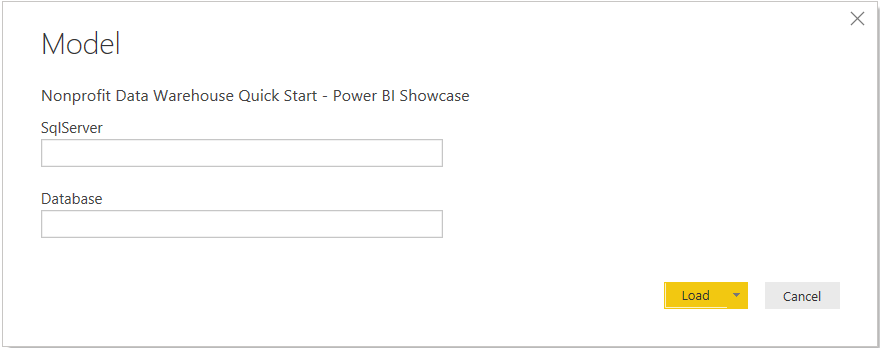 Model
Nonprofit Data Warehouse Quick Start - Power BI Showcase
SqlServer
Database
Load
Cancel